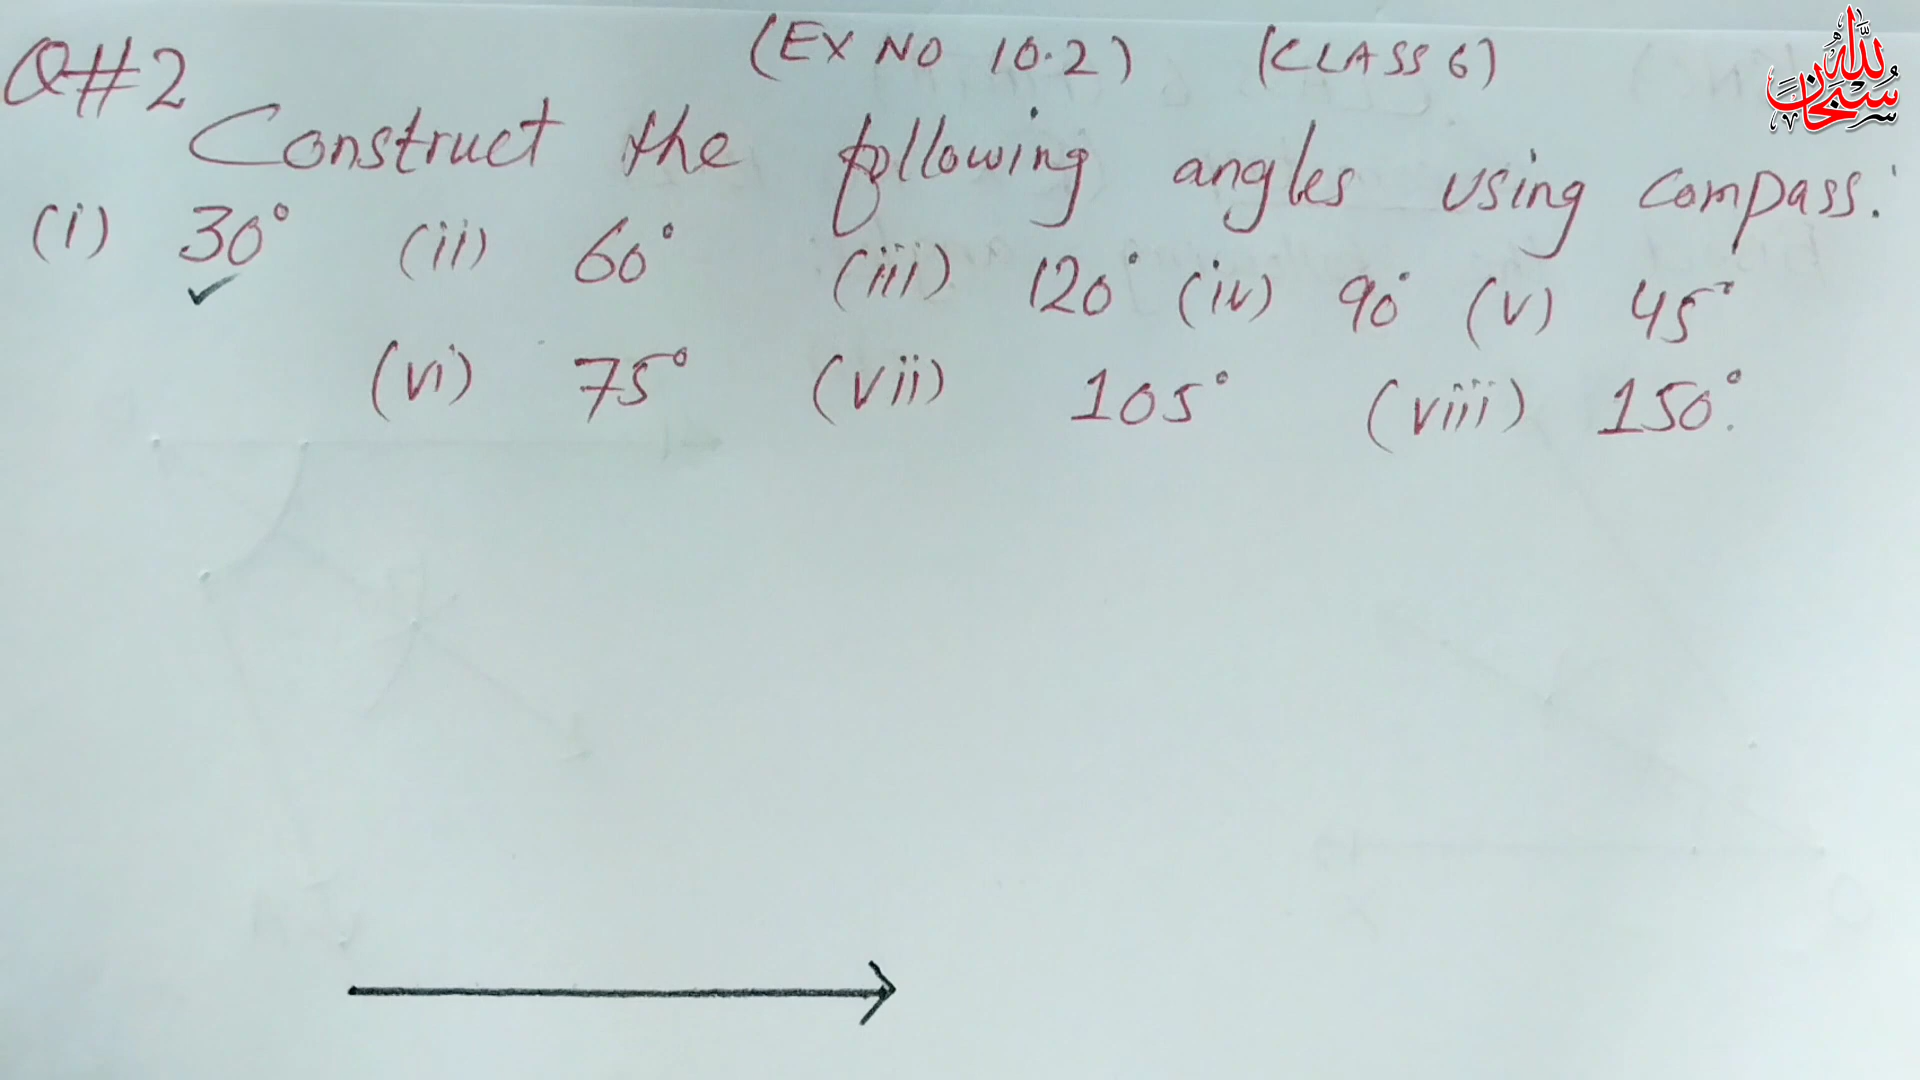 Q#2 (EX NO 10.2) (CLASS 6)
Construct the following angles using compass:
(i) 30° (ii) 60° (iii) 120° (iv) 90° (v) 45°
(vi) 75° (vii) 105° (viii) 150°.
سبحان الله